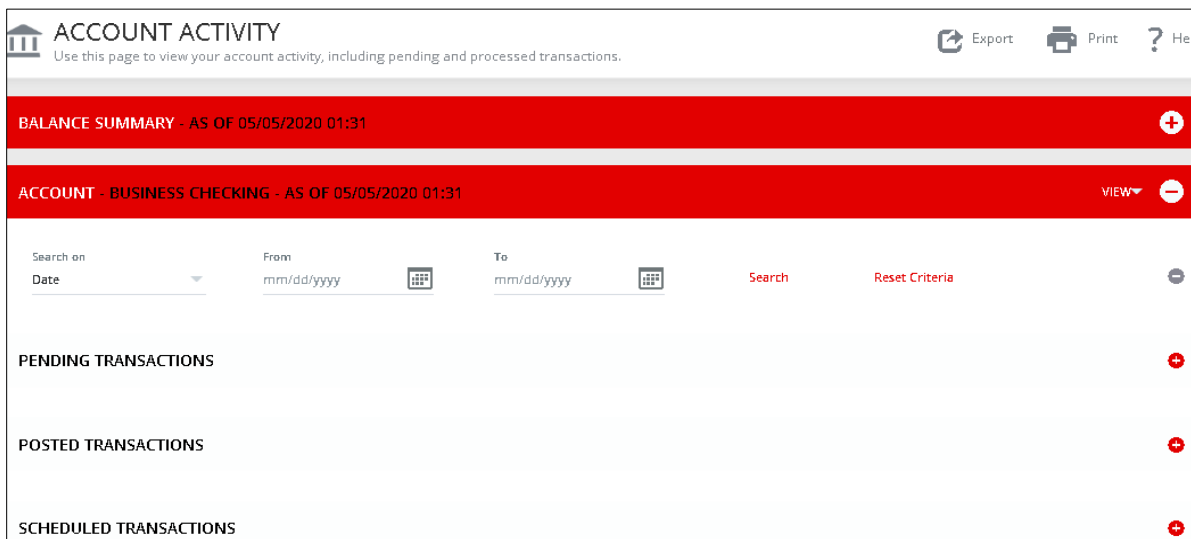 ACCOUNT ACTIVITY
Use this page to view your account activity, including pending and processed transactions.
Export
Print
? He
BALANCE SUMMARY - AS OF 05/05/2020 01:31
ACCOUNT - BUSINESS CHECKING - AS OF 05/05/2020 01:31
VIEW
Search on
From
To
Date
mm/dd/yyyy
mm/dd/yyyy
Search
Reset Criteria
PENDING TRANSACTIONS
POSTED TRANSACTIONS
SCHEDULED TRANSACTIONS